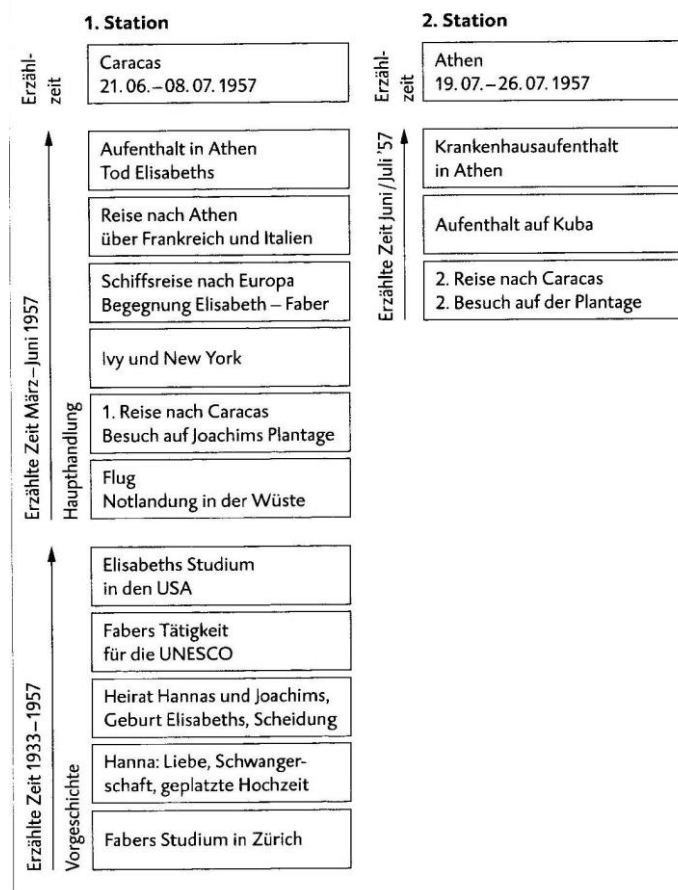 1. Station
Erzähl-
zeit
Caracas
21. 06. – 08. 07. 1957
Erzählte Zeit März – Juni 1957
Haupthandlung
Aufenthalt in Athen
Tod Elisabeths
Reise nach Athen
über Frankreich und Italien
Schiffsreise nach Europa
Begegnung Elisabeth – Faber
Ivy und New York
1. Reise nach Caracas
Besuch auf Joachims Plantage
Flug
Notlandung in der Wüste
Erzählte Zeit 1933 – 1957
Vorgeschichte
Elisabeths Studium
in den USA
Fabers Tätigkeit
für die UNESCO
Heirat Hannas und Joachims,
Geburt Elisabeths, Scheidung
Hanna: Liebe, Schwanger-
schaft, geplatzte Hochzeit
Fabers Studium in Zürich
2. Station
Erzähl-
zeit
Athen
19. 07. – 26. 07. 1957
Erzählte Zeit Juni / Juli '57
Krankenhausaufenthalt
in Athen
Aufenthalt auf Kuba
2. Reise nach Caracas
2. Besuch auf der Plantage